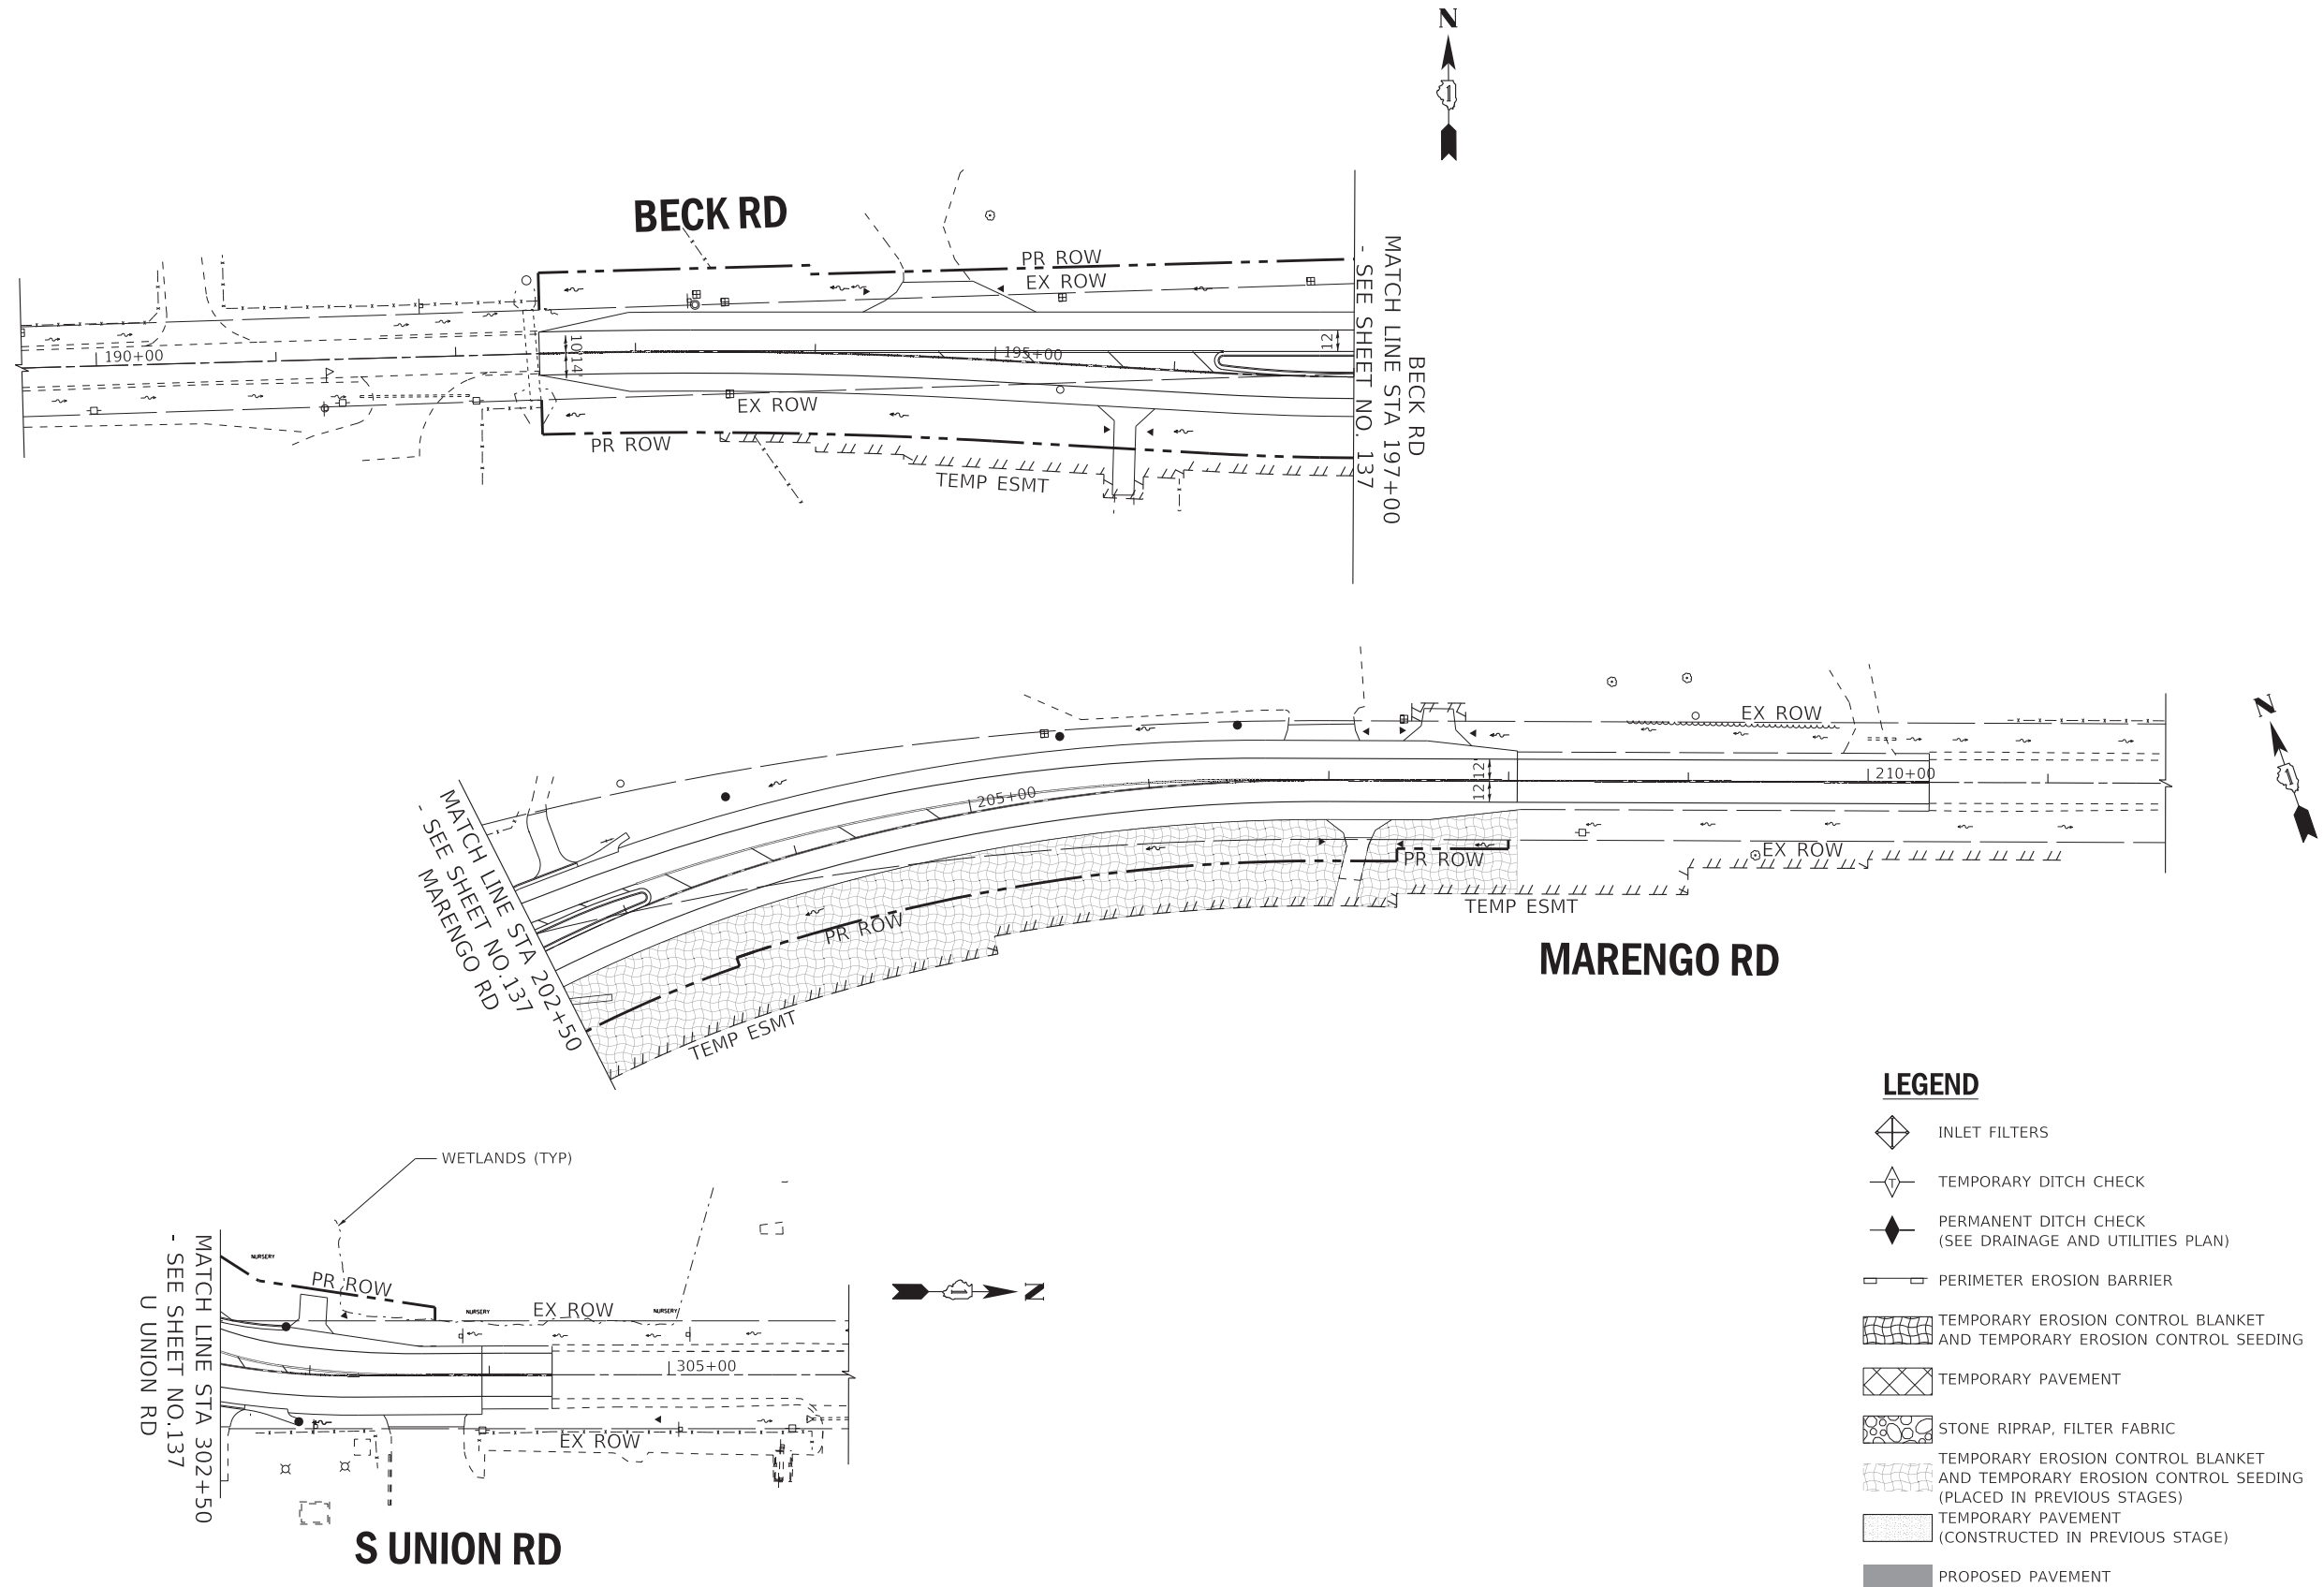 N
BECK RD
PR ROW
EX ROW
190+00
10'
14'
195+00
12'
EX ROW
PR ROW
TEMP ESMT
BECK RD
MATCH LINE STA 197+00
- SEE SHEET NO. 137
N
EX ROW
210+00
12'
12'
205+00
EX ROW
PR ROW
PR ROW
TEMP ESMT
TEMP ESMT
MARENGO RD
MATCH LINE STA 202+50
- SEE SHEET NO.137
MARENGO RD
WETLANDS (TYP)
NURSERY
PR ROW
NURSERY
EX ROW
NURSERY
N
305+00
EX ROW
MATCH LINE STA 302+50
- SEE SHEET NO.137
U UNION RD
S UNION RD
LEGEND
INLET FILTERS
T
TEMPORARY DITCH CHECK
PERMANENT DITCH CHECK
(SEE DRAINAGE AND UTILITIES PLAN)
PERIMETER EROSION BARRIER
TEMPORARY EROSION CONTROL BLANKET
AND TEMPORARY EROSION CONTROL SEEDING
TEMPORARY PAVEMENT
STONE RIPRAP, FILTER FABRIC
TEMPORARY EROSION CONTROL BLANKET
AND TEMPORARY EROSION CONTROL SEEDING
(PLACED IN PREVIOUS STAGES)
TEMPORARY PAVEMENT
(CONSTRUCTED IN PREVIOUS STAGE)
PROPOSED PAVEMENT